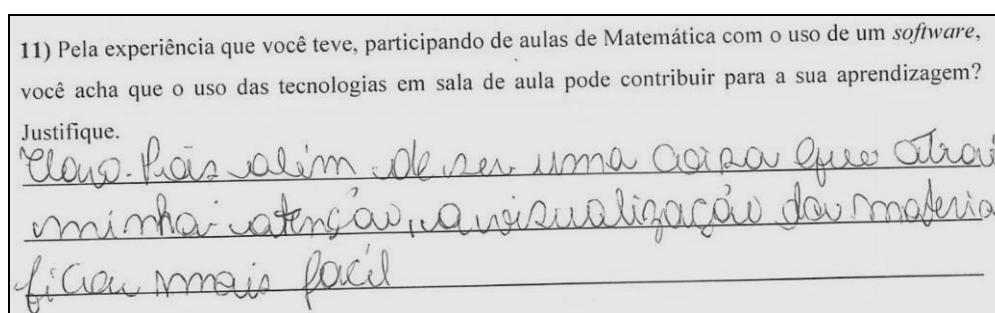 11) Pela experiência que você teve, participando de aulas de Matemática com o uso de um software,
você acha que o uso das tecnologias em sala de aula pode contribuir para a sua aprendizagem?
Justifique.
Claro. Pois além de ser uma coisa que atrai
minha atenção, a visualização da materia
ficou mais facil